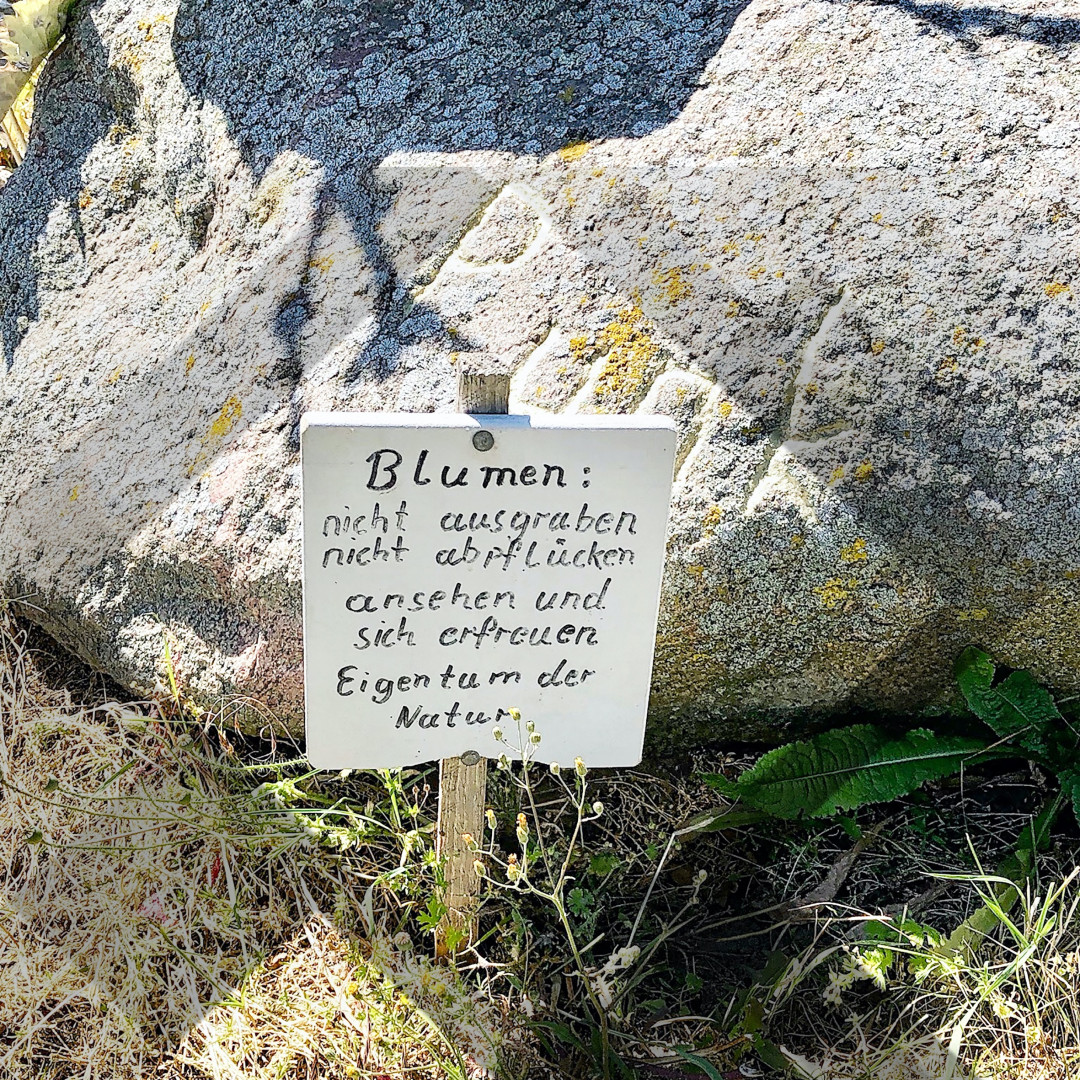 Blumen:
nicht ausgraben
nicht abpflücken
ansehen und
sich erfreuen
Eigentum der
Natur